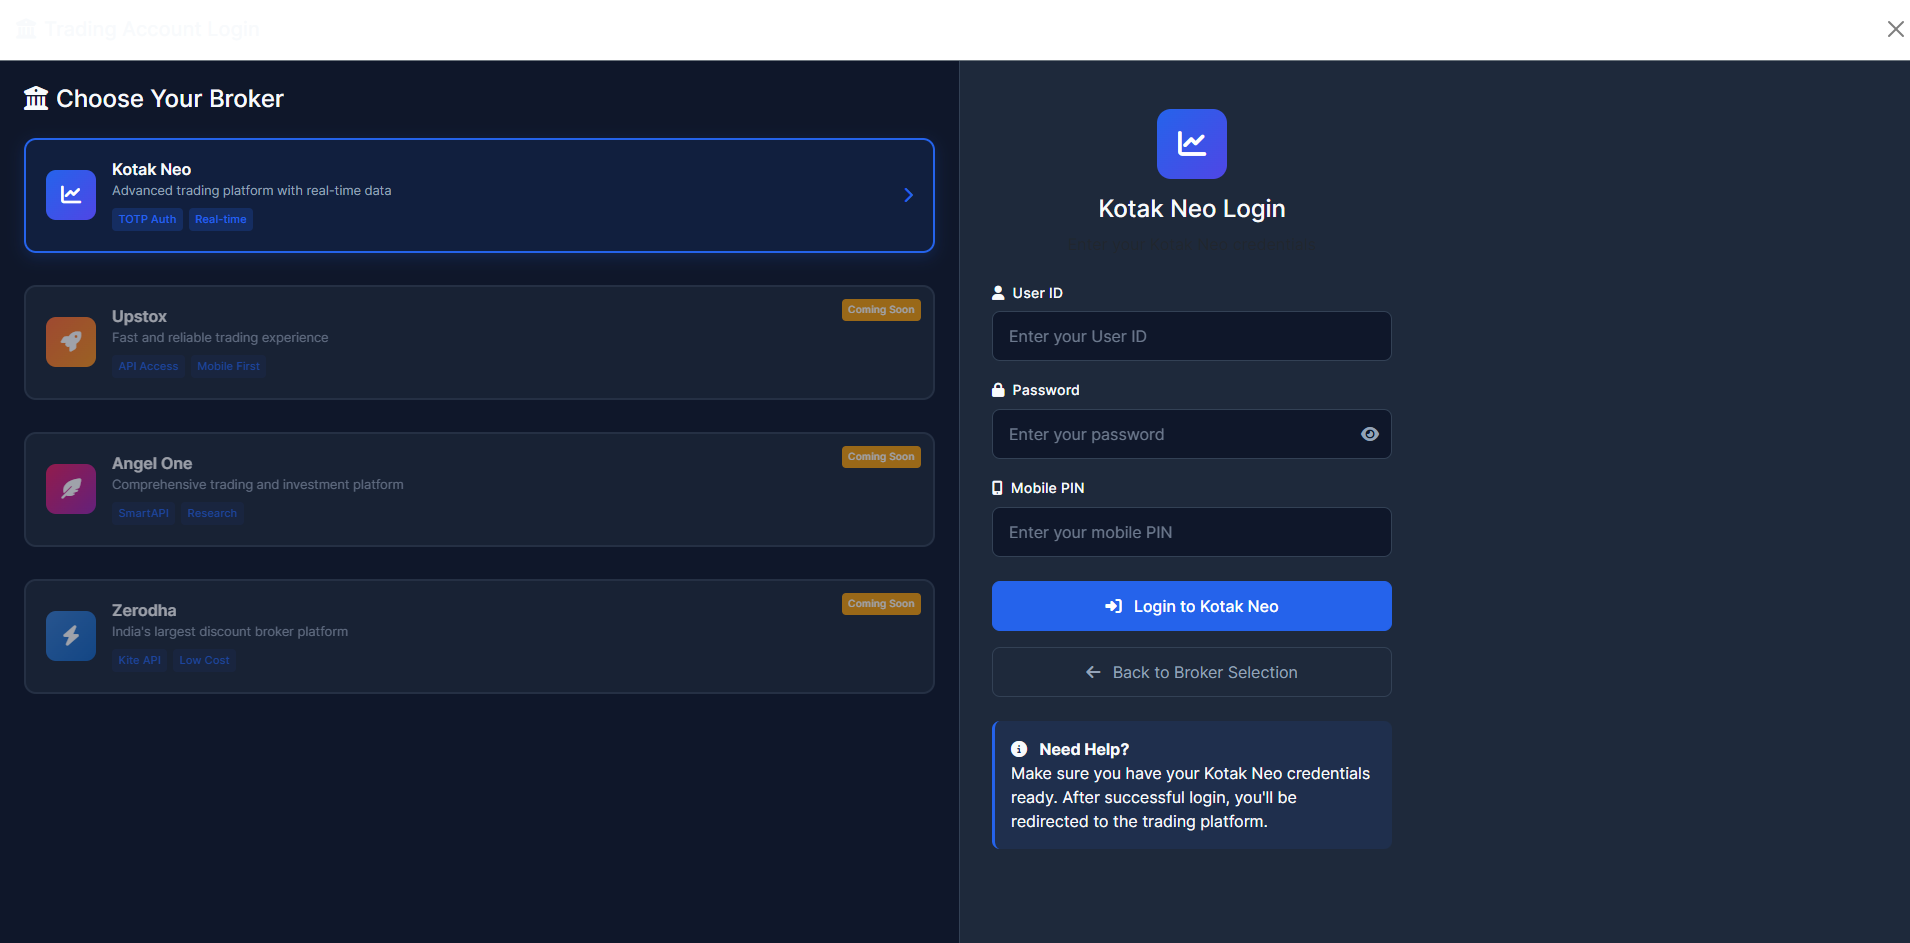 Trading Account Login
Choose Your Broker
Kotak Neo
Advanced trading platform with real-time data
TOTP Auth
Real-time
Upstox
Coming Soon
Fast and reliable trading experience
API Access
Mobile First
Angel One
Coming Soon
Comprehensive trading and investment platform
SmartAPI
Research
Zerodha
Coming Soon
India's largest discount broker platform
Kite API
Low Cost
Kotak Neo Login
User ID
Enter your User ID
Password
Enter your password
Mobile PIN
Enter your mobile PIN
Login to Kotak Neo
Back to Broker Selection
Need Help?
Make sure you have your Kotak Neo credentials
ready. After successful login, you'll be
redirected to the trading platform.